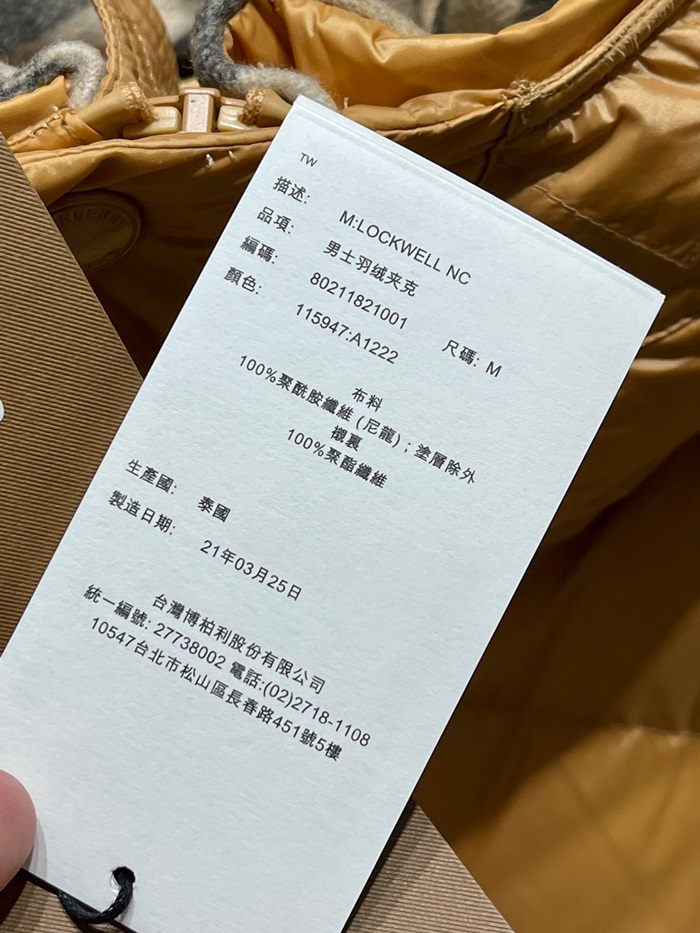 TW
描述: M:LOCKWELL NC
品項: 男士羽绒夹克
編碼: 80211821001 尺碼: M
顏色: 115947:A1222
布料
100%聚酰胺纖維 (尼龍) ; 塗層除外
襯裏
100%聚酯纖維
生產國: 泰國
製造日期: 21年03月25日
台灣博柏利股份有限公司
統一編號: 27738002 電話:(02)2718-1108
10547台北市松山區長春路451號5樓